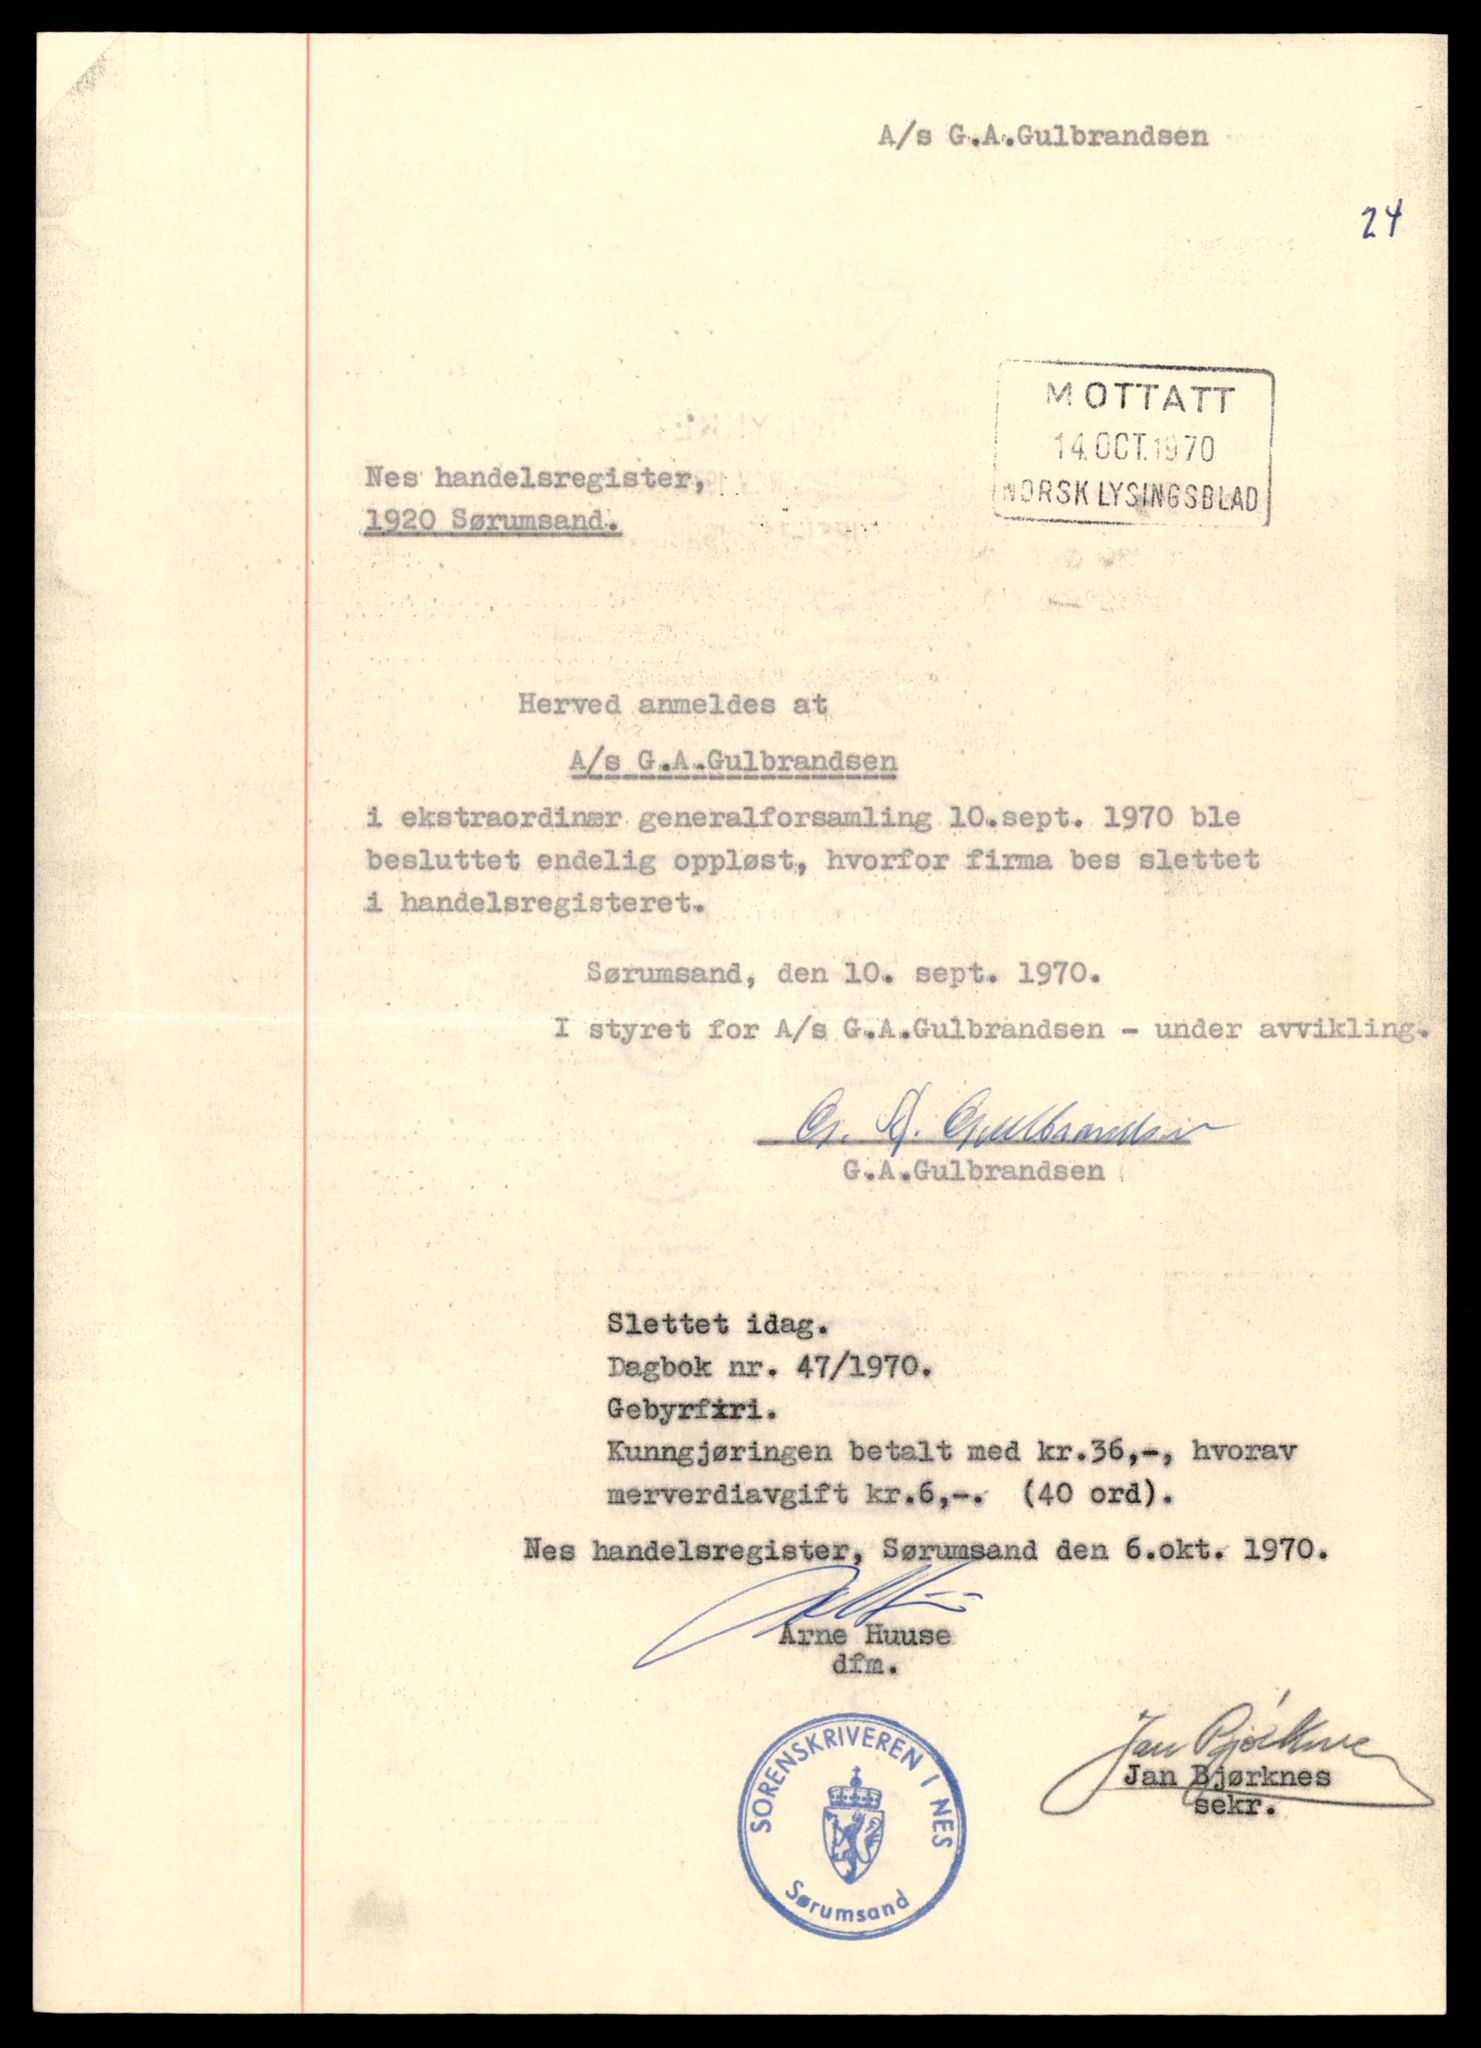 A/s G.A.Gulbrandsen
24
MOTTATT
14.OCT.1970
NORSK LYSINGSBLAD
Nes handelsregister,
1920 Sørumsand.
Herved anmeldes at
A/s G.A.Gulbrandsen
i ekstraordinær generalforsamling 10.sept. 1970 ble
besluttet endelig oppløst, hvorfor firma bes slettet
i handelsregisteret.
Sørumsand, den 10. sept. 1970.
I styret for A/s G.A.Gulbrandsen - under avvikling.
G. A. Gulbrandsen
G.A.Gulbrandsen
Slettet idag.
Dagbok nr. 47/1970.
Gebyrfri.
Kunngjøringen betalt med kr.36,-, hvorav
merverdiavgift kr.6,-. (40 ord).
Nes handelsregister, Sørumsand den 6.okt. 1970.
Arne Huuse
dfm.
Jan Bjørknes
Jan Bjørknes
sekr.
SORENSKRIVEREN I NES
Sørumsand